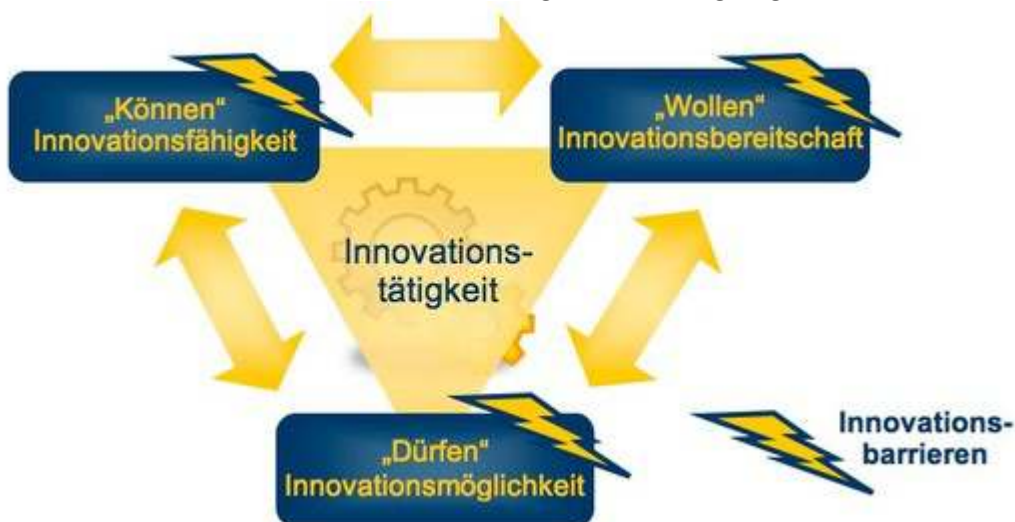 „Können“
Innovationsfähigkeit
„Wollen“
Innovationsbereitschaft
Innovations-
tätigkeit
„Dürfen“
Innovationsmöglichkeit
Innovations-
barrieren